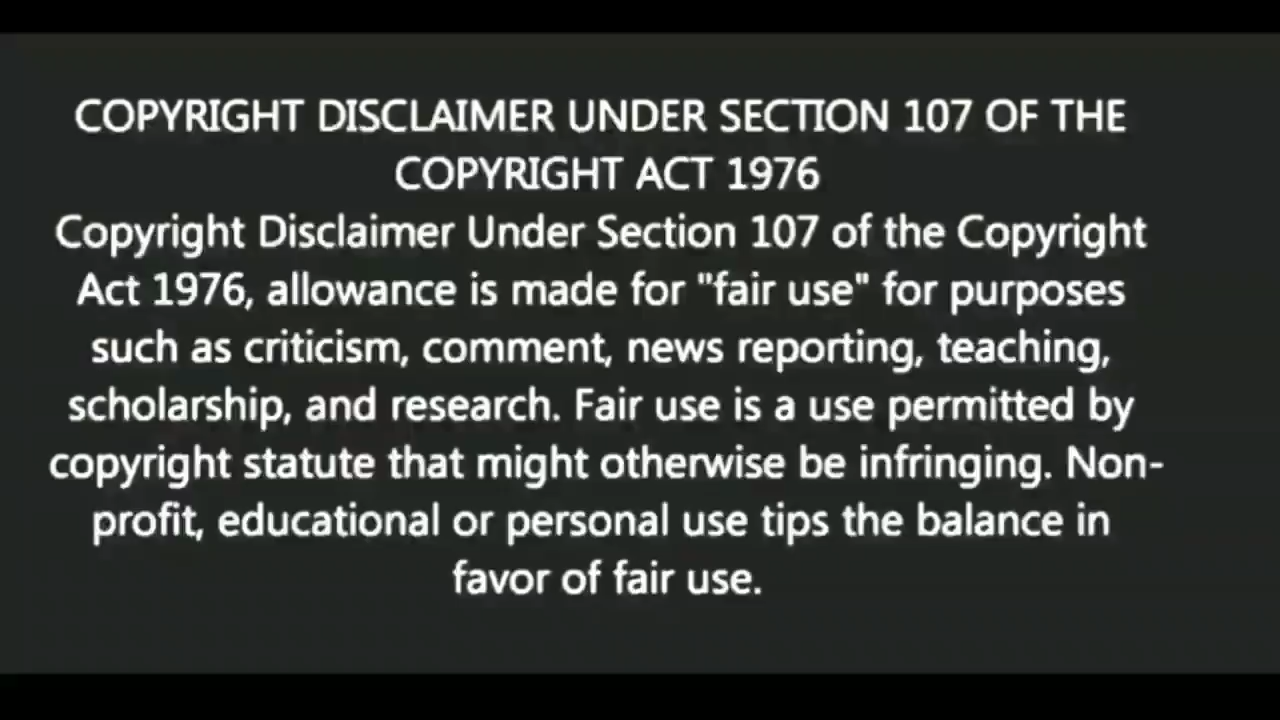 COPYRIGHT DISCLAIMER UNDER SECTION 107 OF THE
COPYRIGHT ACT 1976
Copyright Disclaimer Under Section 107 of the Copyright
Act 1976, allowance is made for "fair use" for purposes
such as criticism, comment, news reporting, teaching,
scholarship, and research. Fair use is a use permitted by
copyright statute that might otherwise be infringing. Non-
profit, educational or personal use tips the balance in
favor of fair use.